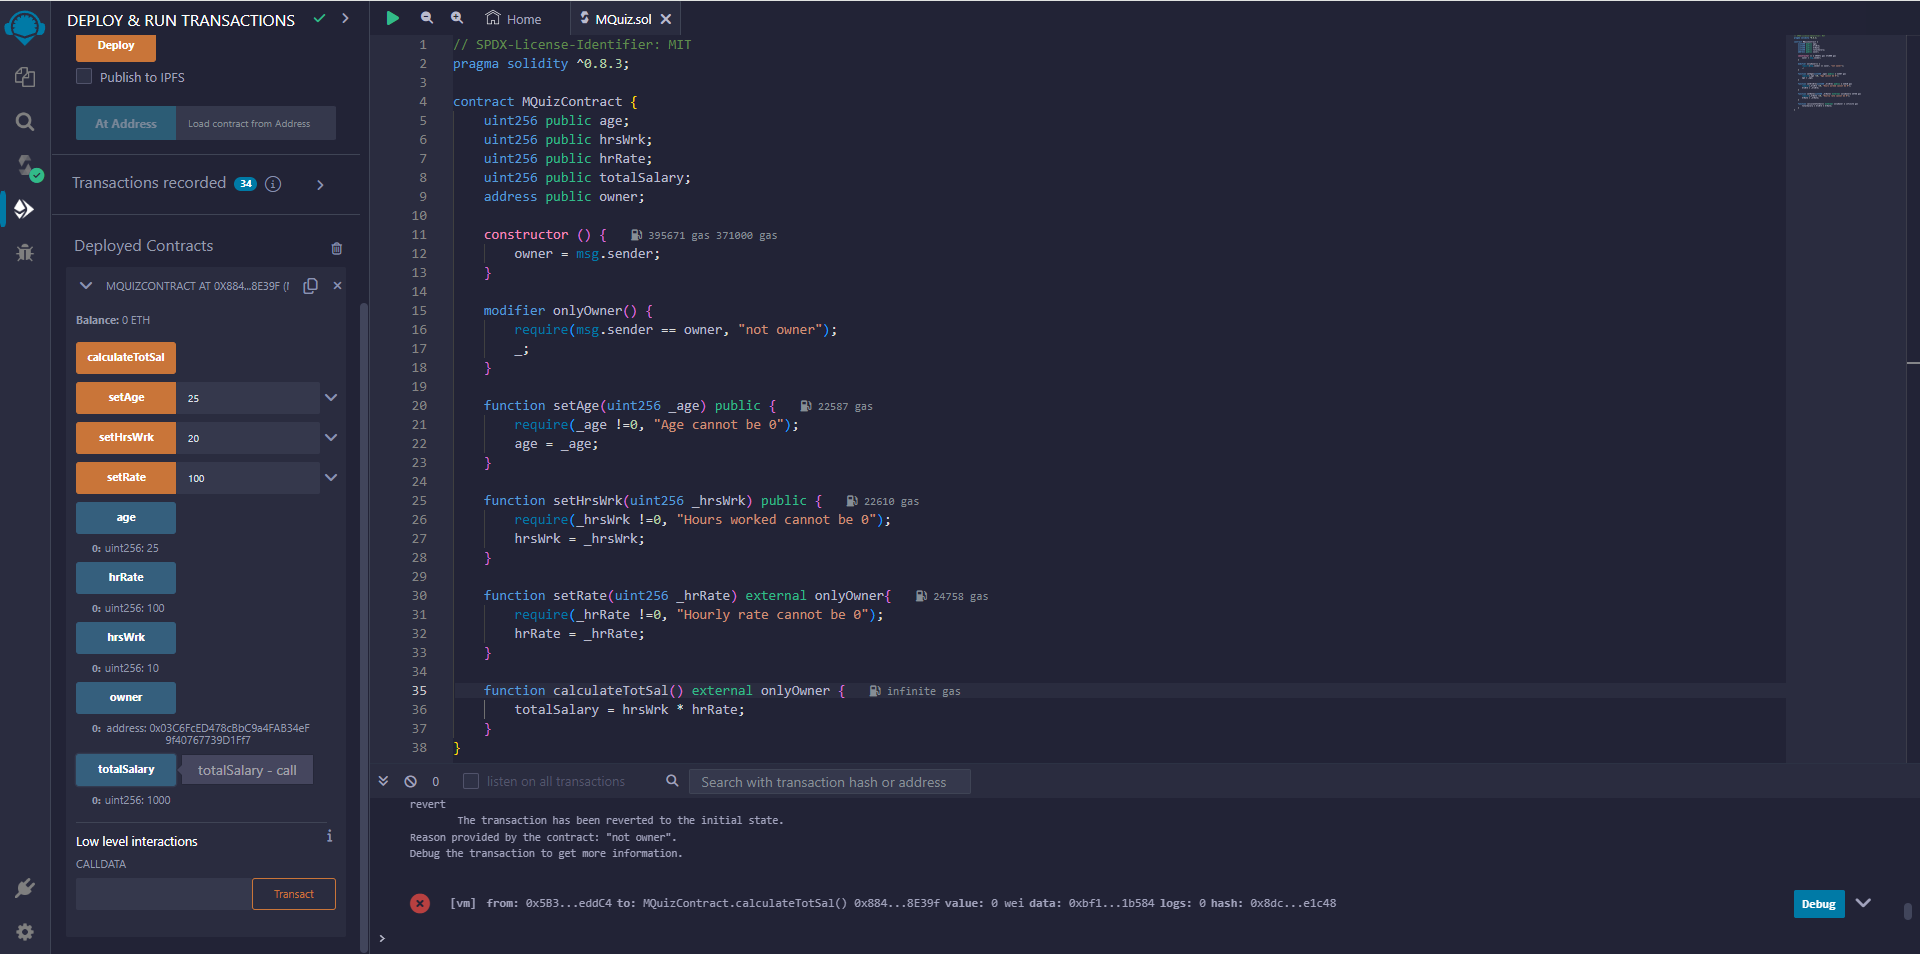 DEPLOY & RUN TRANSACTIONS
Deploy
Publish to IPFS
At Address
Load contract from Address
Transactions recorded 34
Deployed Contracts
MQUIZCONTRACT AT 0X884...8E39F (
Balance: 0 ETH
calculateTotSal
setAge 25
setHrsWrk 20
setRate 100
age
0: uint256: 25
hrRate
0: uint256: 100
hrsWrk
0: uint256: 10
owner
0: address: 0x03C6FcED478cBbC9a4FAB34eF
9f40767739D1Ff7
totalSalary
totalSalary - call
0: uint256: 1000
Low level interactions
CALLDATA
Transact
Home
MQuiz.sol
1 // SPDX-License-Identifier: MIT
2 pragma solidity ^0.8.3;
3
4 contract MQuizContract {
5 uint256 public age;
6 uint256 public hrsWrk;
7 uint256 public hrRate;
8 uint256 public totalSalary;
9 address public owner;
10
11 constructor () { 395671 gas 371000 gas
12 owner = msg.sender;
13 }
14
15 modifier onlyOwner() {
16 require(msg.sender == owner, "not owner");
17 _;
18 }
19
20 function setAge(uint256 _age) public { 22587 gas
21 require(_age !=0, "Age cannot be 0");
22 age = _age;
23 }
24
25 function setHrsWrk(uint256 _hrsWrk) public { 22610 gas
26 require(_hrsWrk !=0, "Hours worked cannot be 0");
27 hrsWrk = _hrsWrk;
28 }
29
30 function setRate(uint256 _hrRate) external onlyOwner{ 24758 gas
31 require(_hrRate !=0, "Hourly rate cannot be 0");
32 hrRate = _hrRate;
33 }
34
35 function calculateTotSal() external onlyOwner { infinite gas
36 totalSalary = hrsWrk * hrRate;
37 }
38 }
0
listen on all transactions
Search with transaction hash or address
revert
The transaction has been reverted to the initial state.
Reason provided by the contract: "not owner".
Debug the transaction to get more information.
[vm] from: 0x5B3...eddC4 to: MQuizContract.calculateTotSal() 0x884...8E39f value: 0 wei data: 0xbf1...1b584 logs: 0 hash: 0x8dc...e1c48
Debug
>